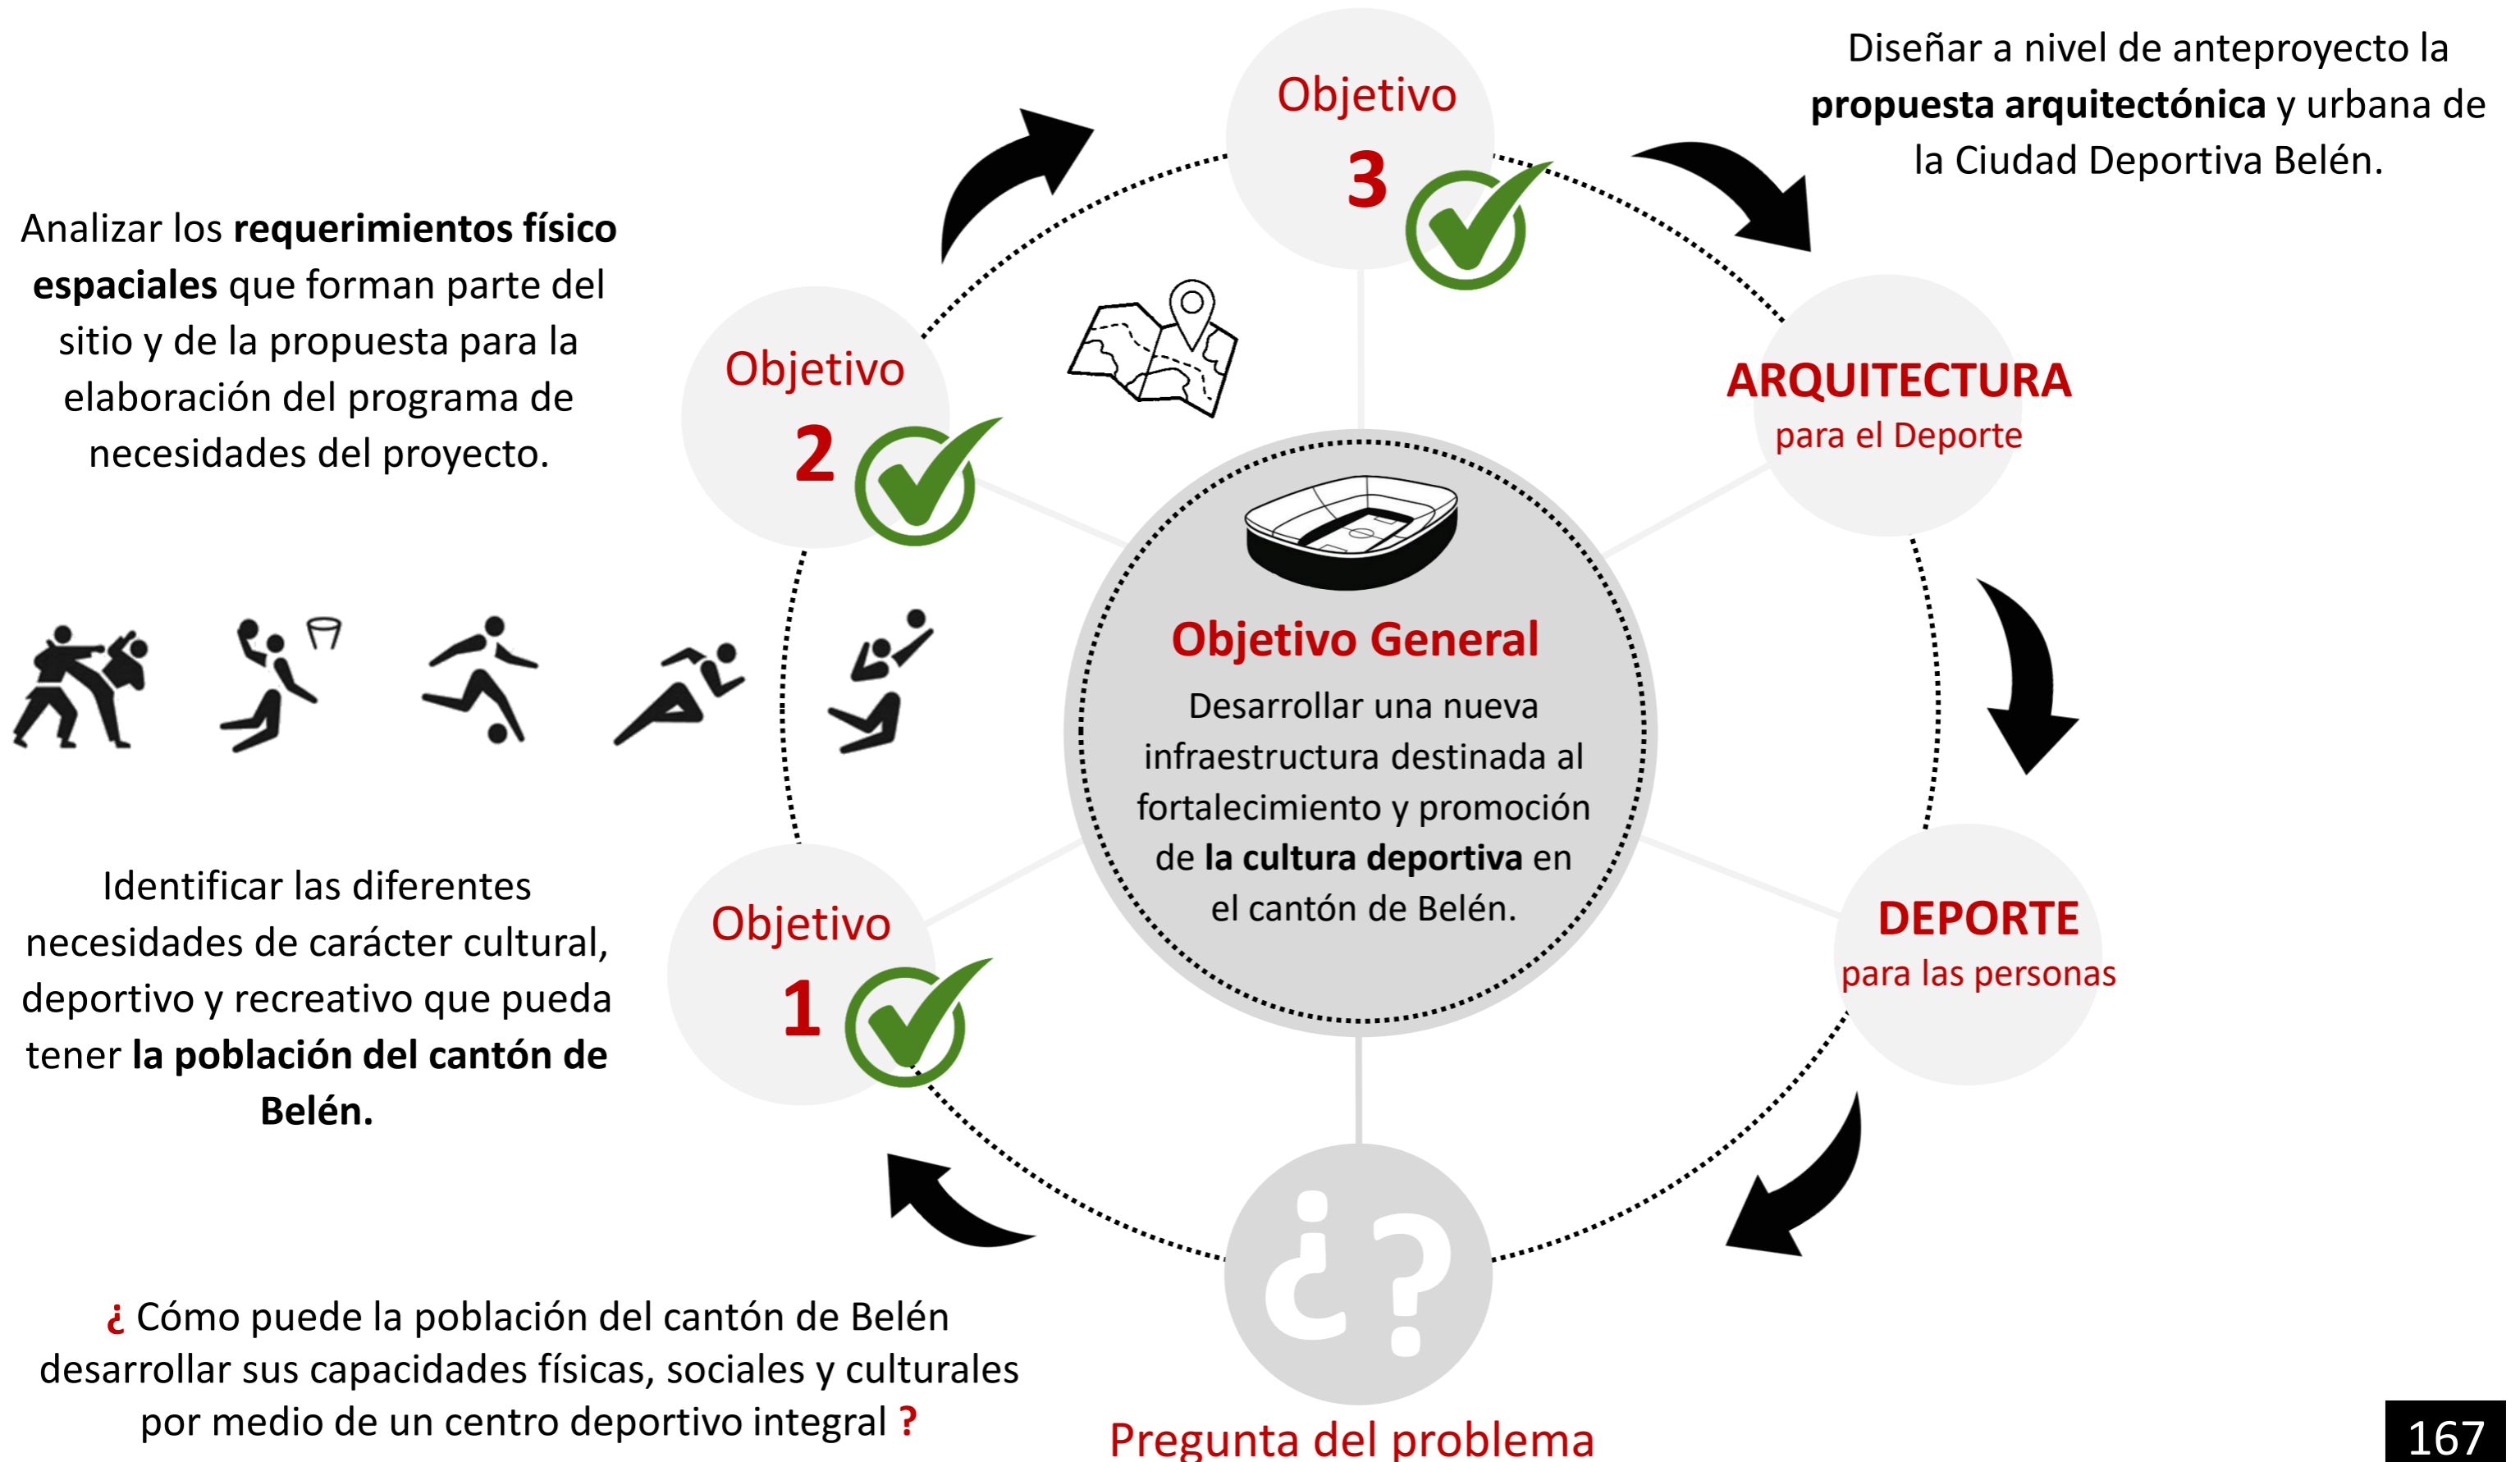 Diseñar a nivel de anteproyecto la
propuesta arquitectónica y urbana de
la Ciudad Deportiva Belén.
Objetivo
3
Analizar los requerimientos físico
espaciales que forman parte del
sitio y de la propuesta para la
elaboración del programa de
necesidades del proyecto.
Objetivo
2
ARQUITECTURA
para el Deporte
Objetivo General
Desarrollar una nueva
infraestructura destinada al
fortalecimiento y promoción
de la cultura deportiva en
el cantón de Belén.
Identificar las diferentes
necesidades de carácter cultural,
deportivo y recreativo que pueda
tener la población del cantón de
Belén.
Objetivo
1
DEPORTE
para las personas
¿ ?
¿ Cómo puede la población del cantón de Belén
desarrollar sus capacidades físicas, sociales y culturales
por medio de un centro deportivo integral ?
Pregunta del problema
167